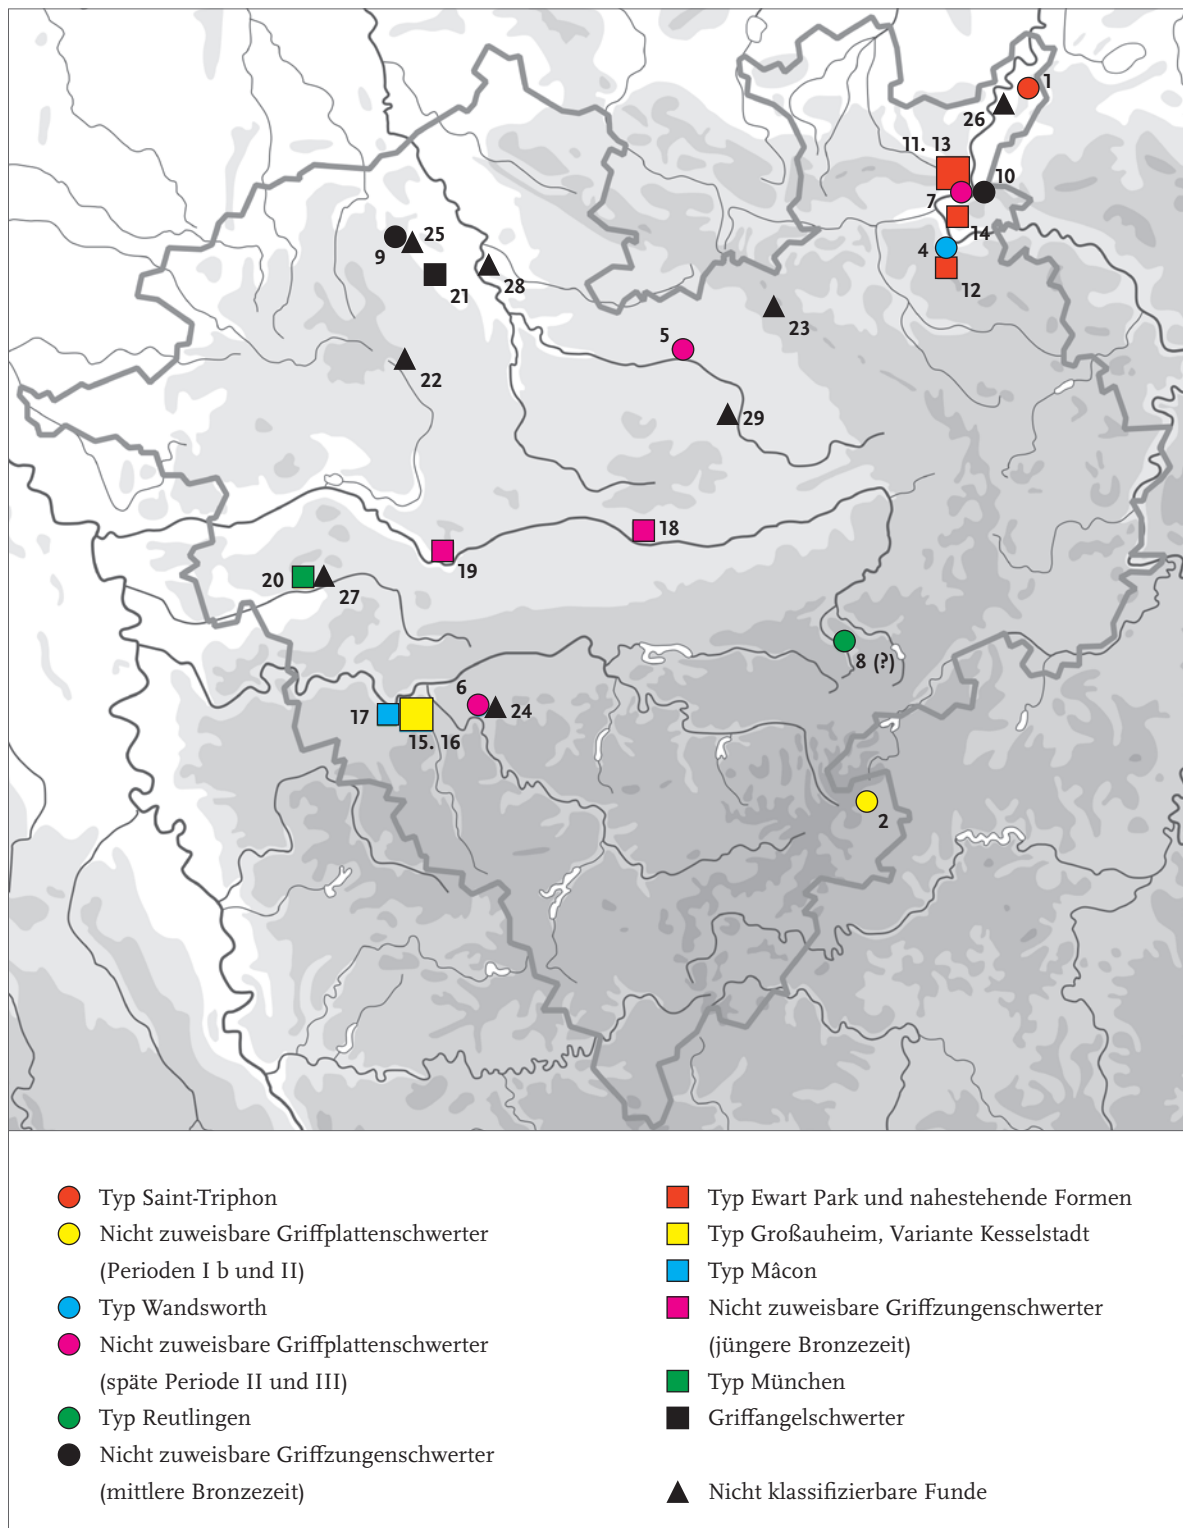 1
26
11. 13
10
7
14
4
12
25
9
21
28
23
5
22
29
18
19
20
27
8 (?)
6
24
17
15. 16
2
Typ Saint-Triphon
Nicht zuweisbare Griffplattenschwerter
(Perioden I b und II)
Typ Wandsworth
Nicht zuweisbare Griffplattenschwerter
(späte Periode II und III)
Typ Reutlingen
Nicht zuweisbare Griffzungenschwerter
(mittlere Bronzezeit)
Typ Ewart Park und nahestehende Formen
Typ Großauheim, Variante Kesselstadt
Typ Mâcon
Nicht zuweisbare Griffzungenschwerter
(jüngere Bronzezeit)
Typ München
Griffangelschwerter
Nicht klassifizierbare Funde